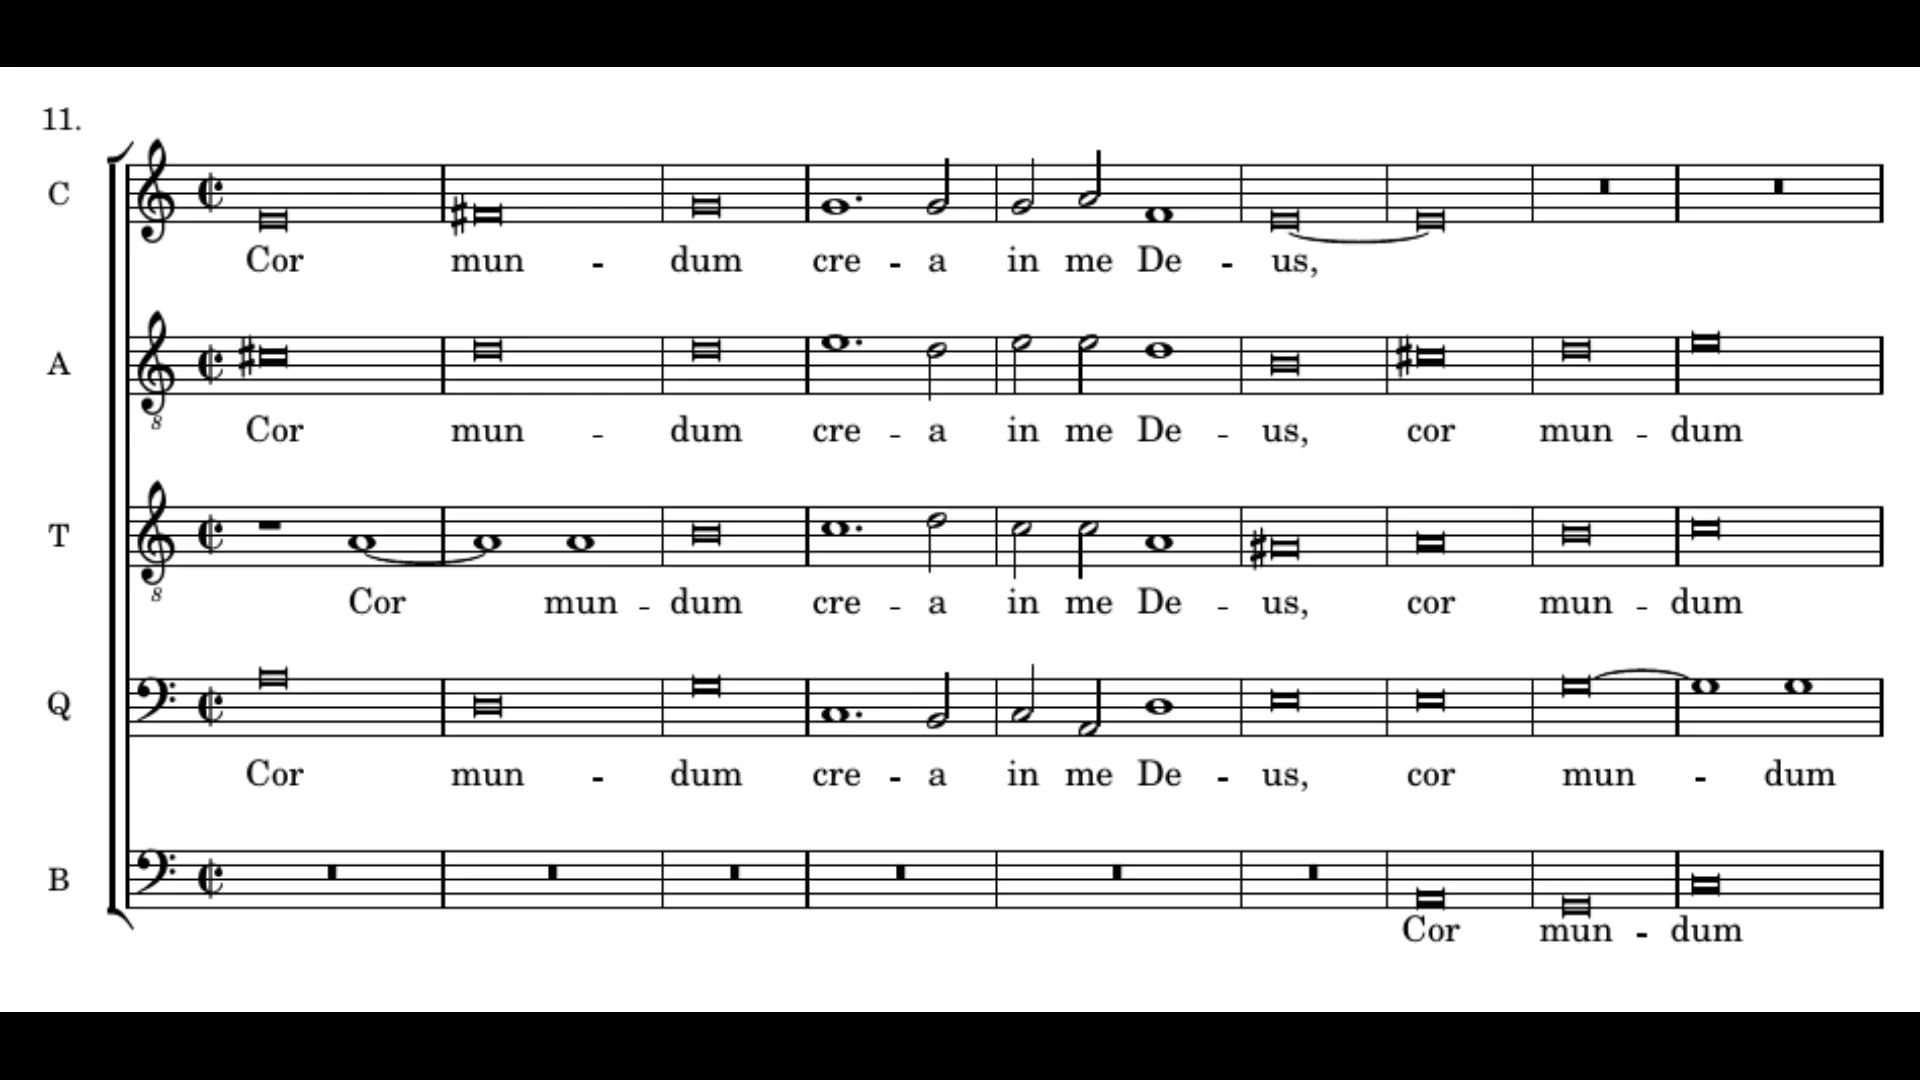 11.
C
Cor mun - dum cre - a in me De - us,
A
8
Cor mun - dum cre - a in me De - us, cor mun - dum
T
8
Cor mun - dum cre - a in me De - us, cor mun - dum
Q
Cor mun - dum cre - a in me De - us, cor mun - dum
B
Cor mun - dum